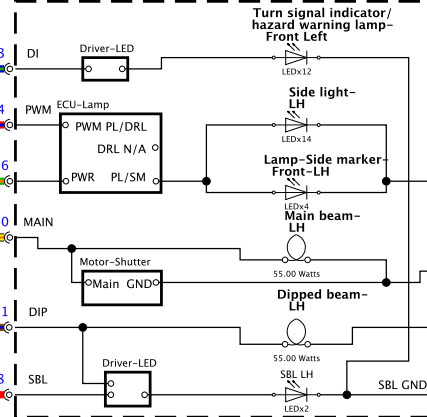 Turn signal indicator/
hazard warning lamp-
Front Left
8 DI Driver-LED
LEDx12
Side light-
LH
4 PWM ECU-Lamp
PWM PL/DRL
LEDx14
DRL N/A
Lamp-Side marker-
Front-LH
6 PWR PL/SM
LEDx4
Main beam-
LH
0 MAIN
Motor-Shutter
55.00 Watts
Main GND
Dipped beam-
LH
1 DIP
55.00 Watts
Driver-LED
SBL LH
8 SBL
SBL GND
LEDx2